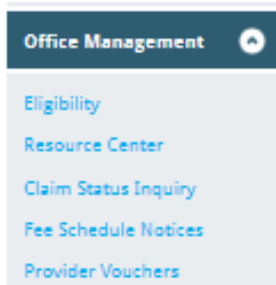 Office Management
Eligibility
Resource Center
Claim Status Inquiry
Fee Schedule Notices
Provider Vouchers